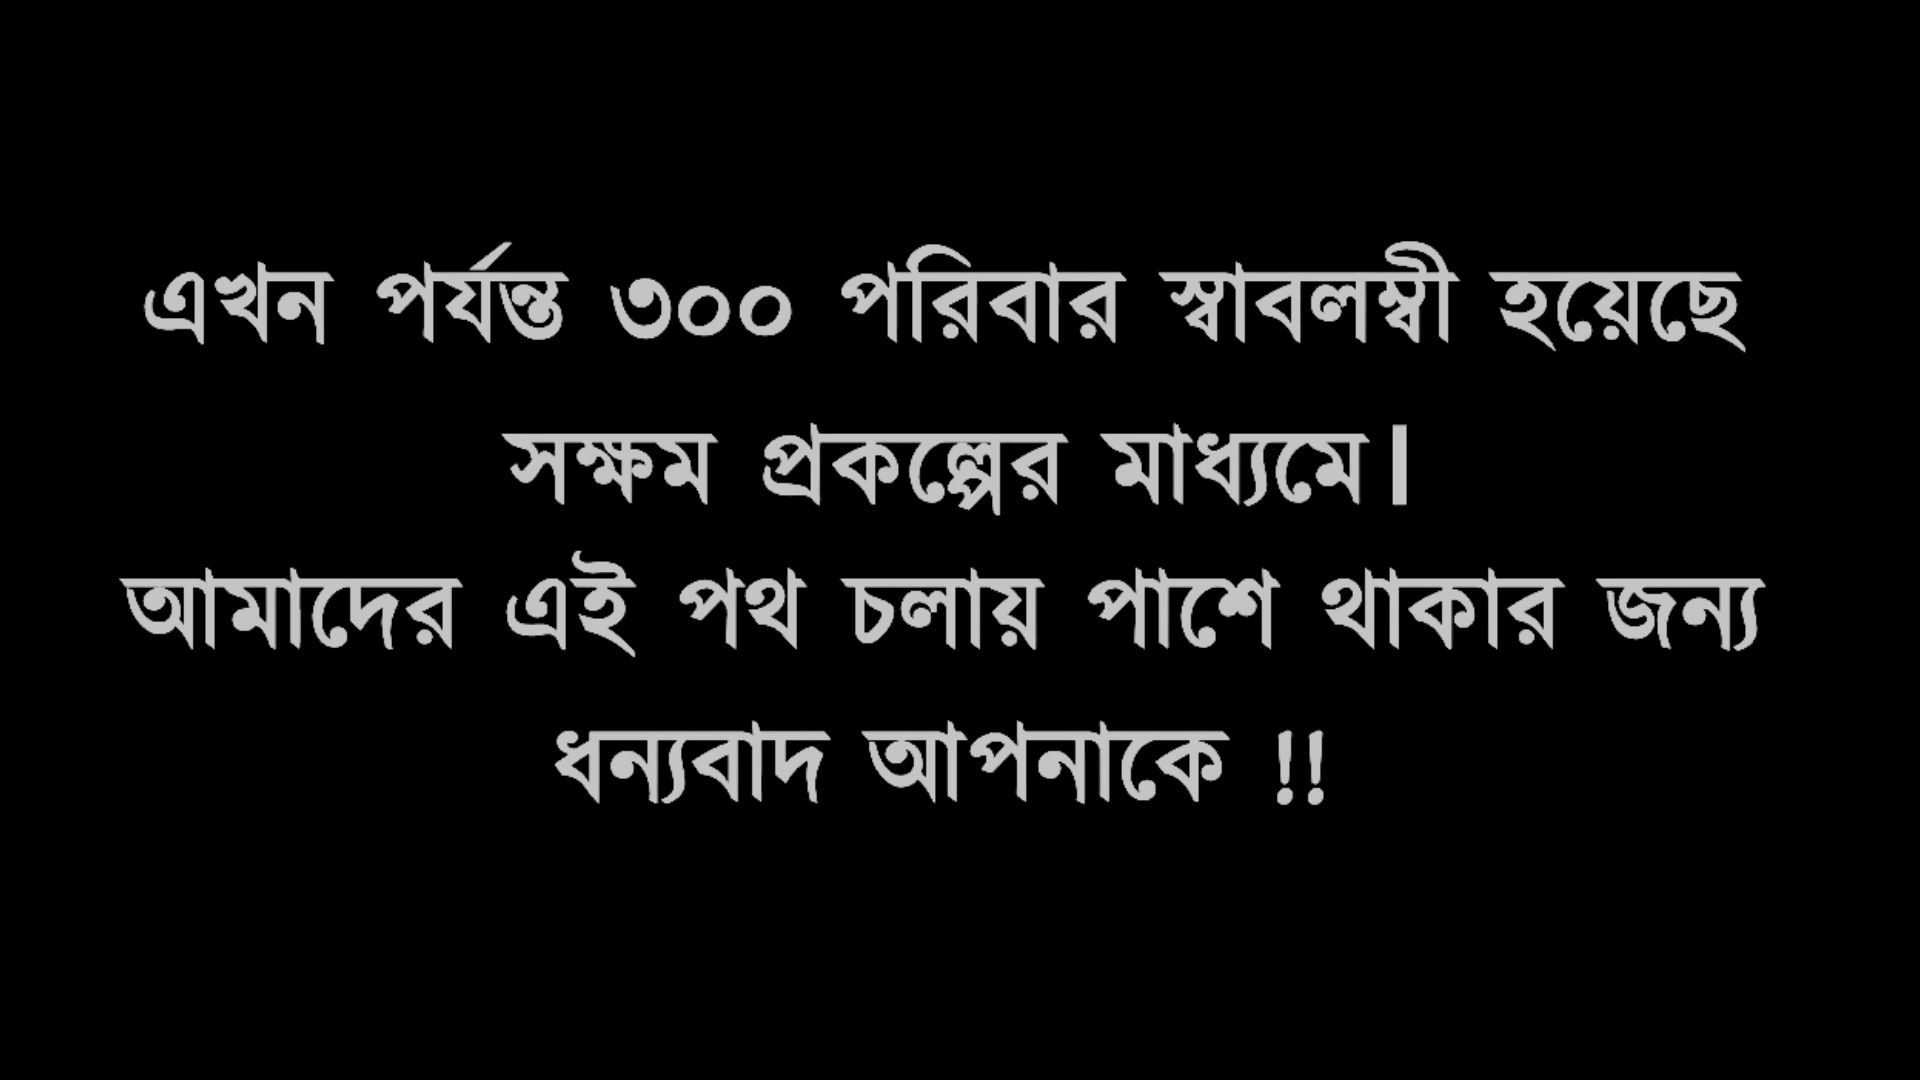 এখন পর্যন্ত ৩০০ পরিবার স্বাবলম্বী হয়েছে
সক্ষম প্রকল্পের মাধ্যমে।
আমাদের এই পথ চলায় পাশে থাকার জন্য
ধন্যবাদ আপনাকে !!